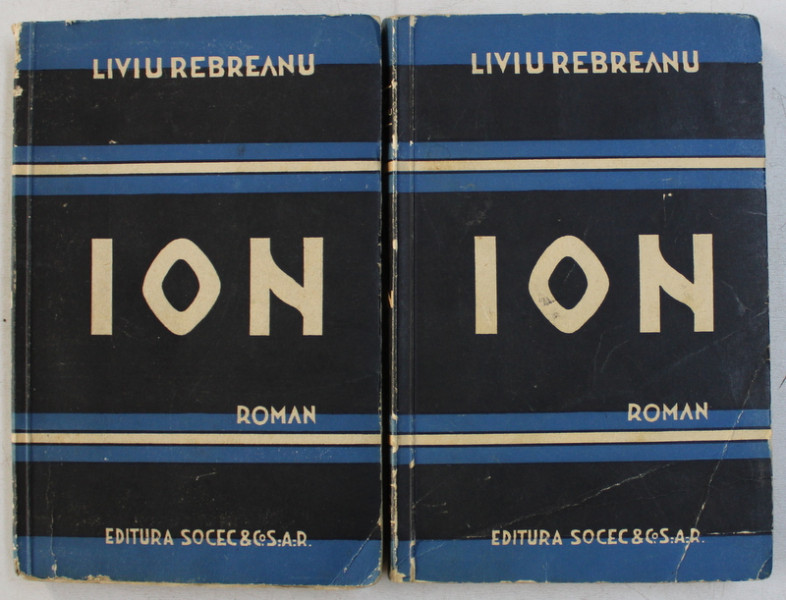 LIVIU REBREANU
ION
ROMAN
EDITURA SOCEC & Co. S.-A.-R.
LIVIU REBREANU
ION
ROMAN
EDITURA SOCEC & Co. S.-A.-R.